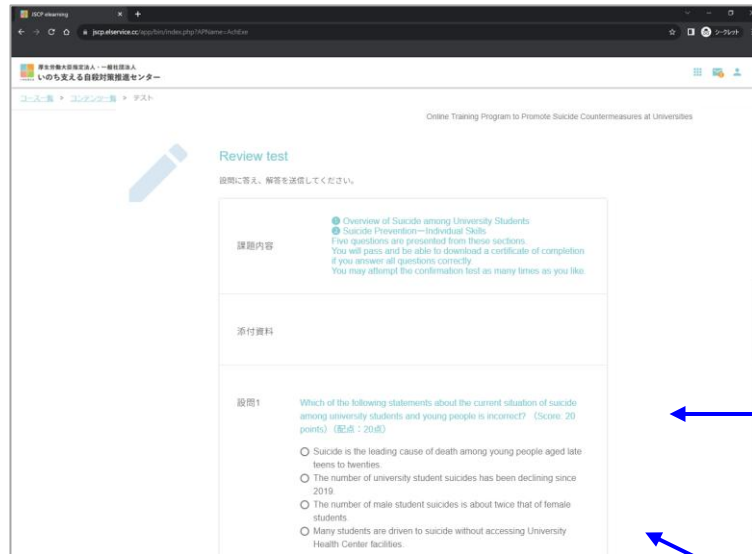 JSCP elearning
jscp.elservice.cc/app/bin/index.php?APName=AchExe
シークレット
厚生労働大臣指定法人・一般社団法人
いのち支える自殺対策推進センター
コース一覧 > コンテンツ一覧 > テスト
Online Training Program to Promote Suicide Countermeasures at Universities
Review test
設問に答え、解答を送信してください。
課題内容
❶ Overview of Suicide among University Students
❷ Suicide Prevention—Individual Skills
Five questions are presented from these sections.
You will pass and be able to download a certificate of completion
if you answer all questions correctly.
You may attempt the confirmation test as many times as you like.
添付資料
設問1
Which of the following statements about the current situation of suicide
among university students and young people is incorrect? (Score: 20
points) (配点:20点)
Suicide is the leading cause of death among young people aged late
teens to twenties.
The number of university student suicides has been declining since
2019.
The number of male student suicides is about twice that of female
students.
Many students are driven to suicide without accessing University
Health Center facilities.